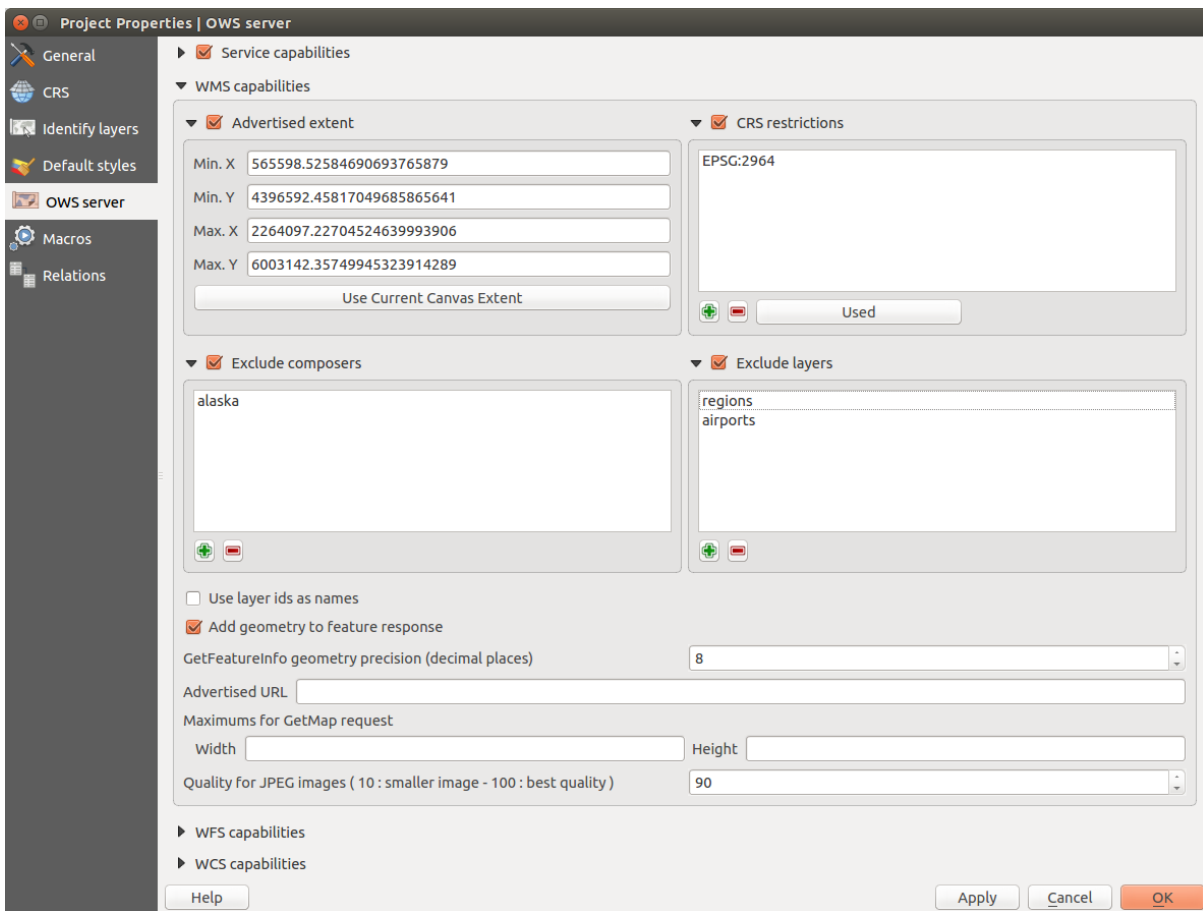 Project Properties | OWS server
General
CRS
Identify layers
Default styles
OWS server
Macros
Relations
Service capabilities
WMS capabilities
Advertised extent
Min. X 565598.52584690693765879
Min. Y 4396592.45817049685865641
Max. X 2264097.22704524639993906
Max. Y 6003142.35749945323914289
Use Current Canvas Extent
CRS restrictions
EPSG:2964
Used
Exclude composers
alaska
Exclude layers
regions
airports
Use layer ids as names
Add geometry to feature response
GetFeatureInfo geometry precision (decimal places) 8
Advertised URL
Maximums for GetMap request
Width Height
Quality for JPEG images ( 10 : smaller image - 100 : best quality ) 90
WFS capabilities
WCS capabilities
Help Apply Cancel OK